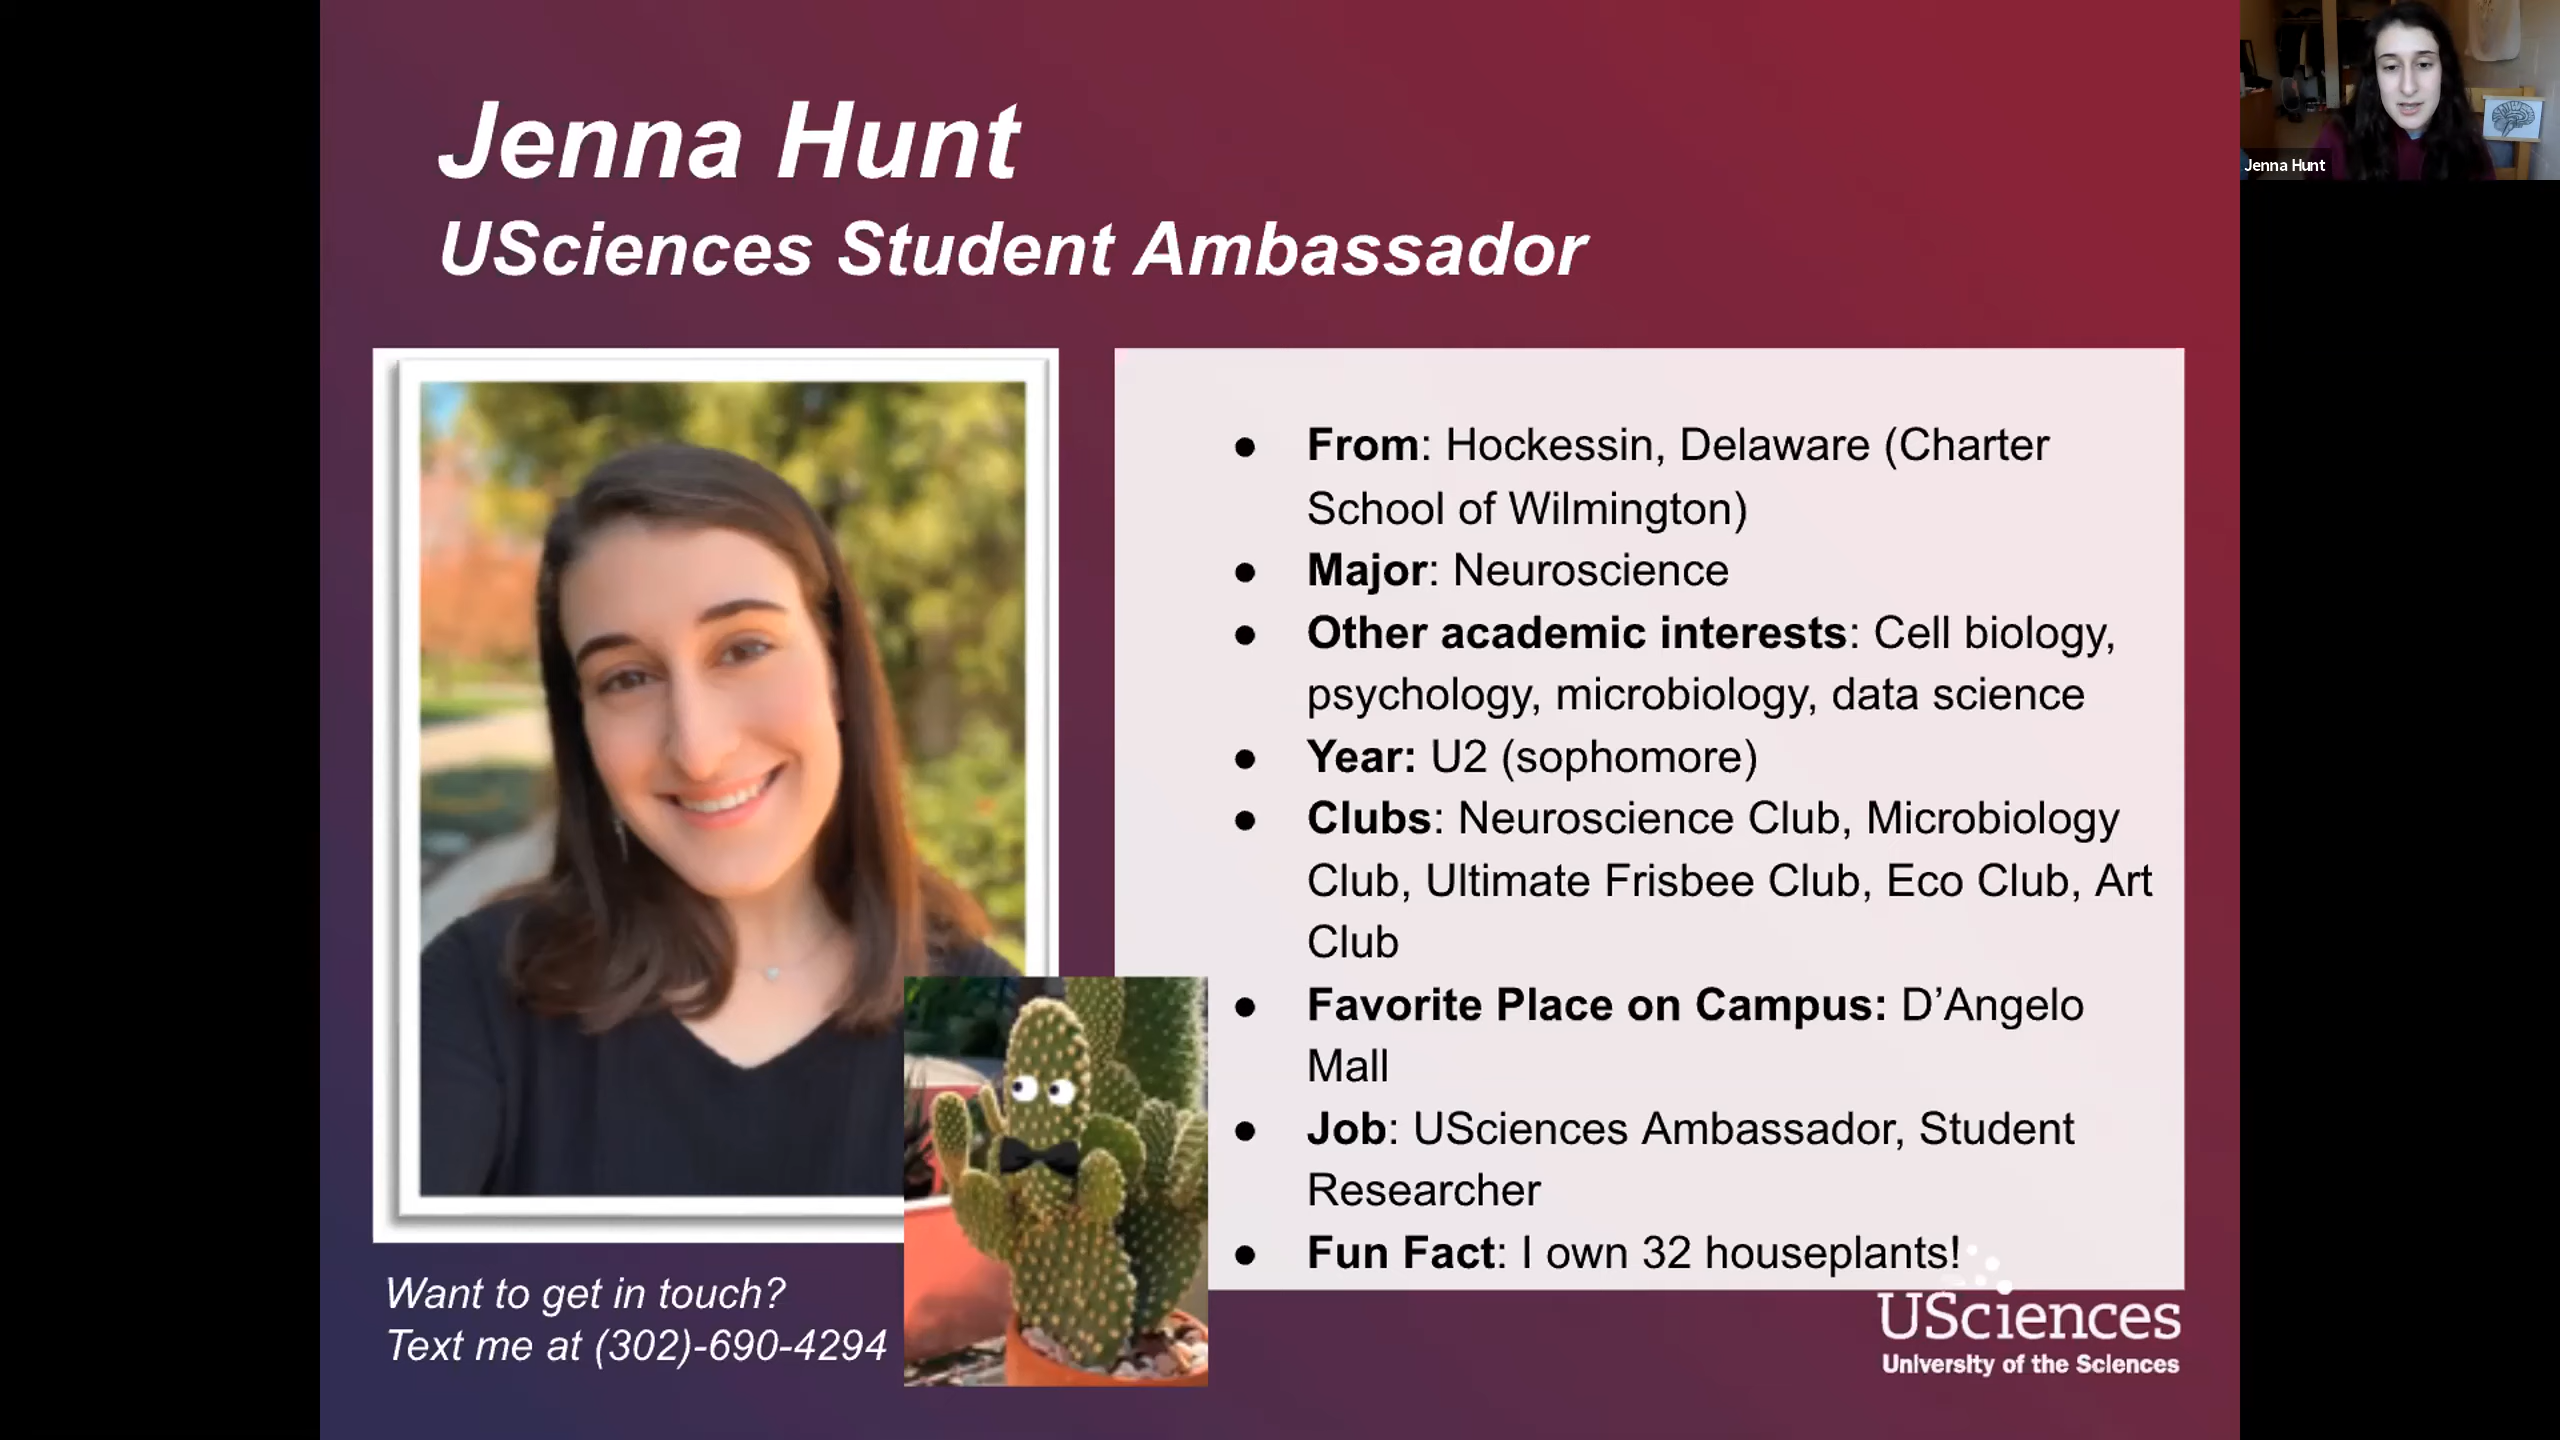 Jenna Hunt
USciences Student Ambassador
Jenna Hunt
● From: Hockessin, Delaware (Charter
School of Wilmington)
● Major: Neuroscience
● Other academic interests: Cell biology,
psychology, microbiology, data science
● Year: U2 (sophomore)
● Clubs: Neuroscience Club, Microbiology
Club, Ultimate Frisbee Club, Eco Club, Art
Club
● Favorite Place on Campus: D’Angelo
Mall
● Job: USciences Ambassador, Student
Researcher
● Fun Fact: I own 32 houseplants!
Want to get in touch?
Text me at (302)-690-4294
USciences
University of the Sciences